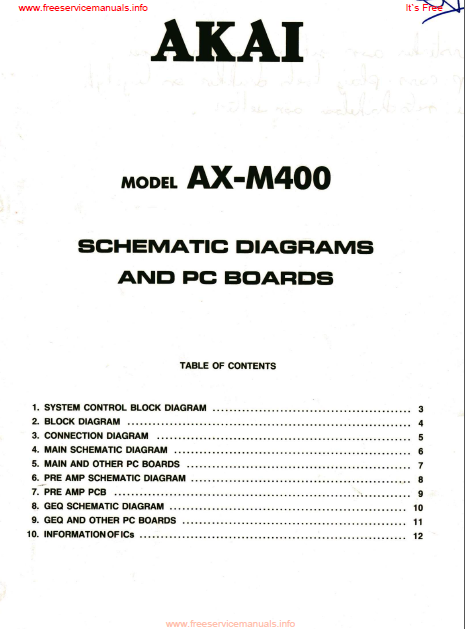 www.freeservicemanuals.info It`s Free
AKAI
MODEL AX-M400
SCHEMATIC DIAGRAMS
AND PC BOARDS
TABLE OF CONTENTS
1. SYSTEM CONTROL BLOCK DIAGRAM ................................................ 3
2. BLOCK DIAGRAM .................................................................... 4
3. CONNECTION DIAGRAM ............................................................. 5
4. MAIN SCHEMATIC DIAGRAM ......................................................... 6
5. MAIN AND OTHER PC BOARDS ...................................................... 7
6. PRE AMP SCHEMATIC DIAGRAM ..................................................... 8
7. PRE AMP PCB ....................................................................... 9
8. GEQ SCHEMATIC DIAGRAM .......................................................... 10
9. GEQ AND OTHER PC BOARDS ....................................................... 11
10. INFORMATION OF ICs ................................................................ 12
www.freeservicemanuals.info